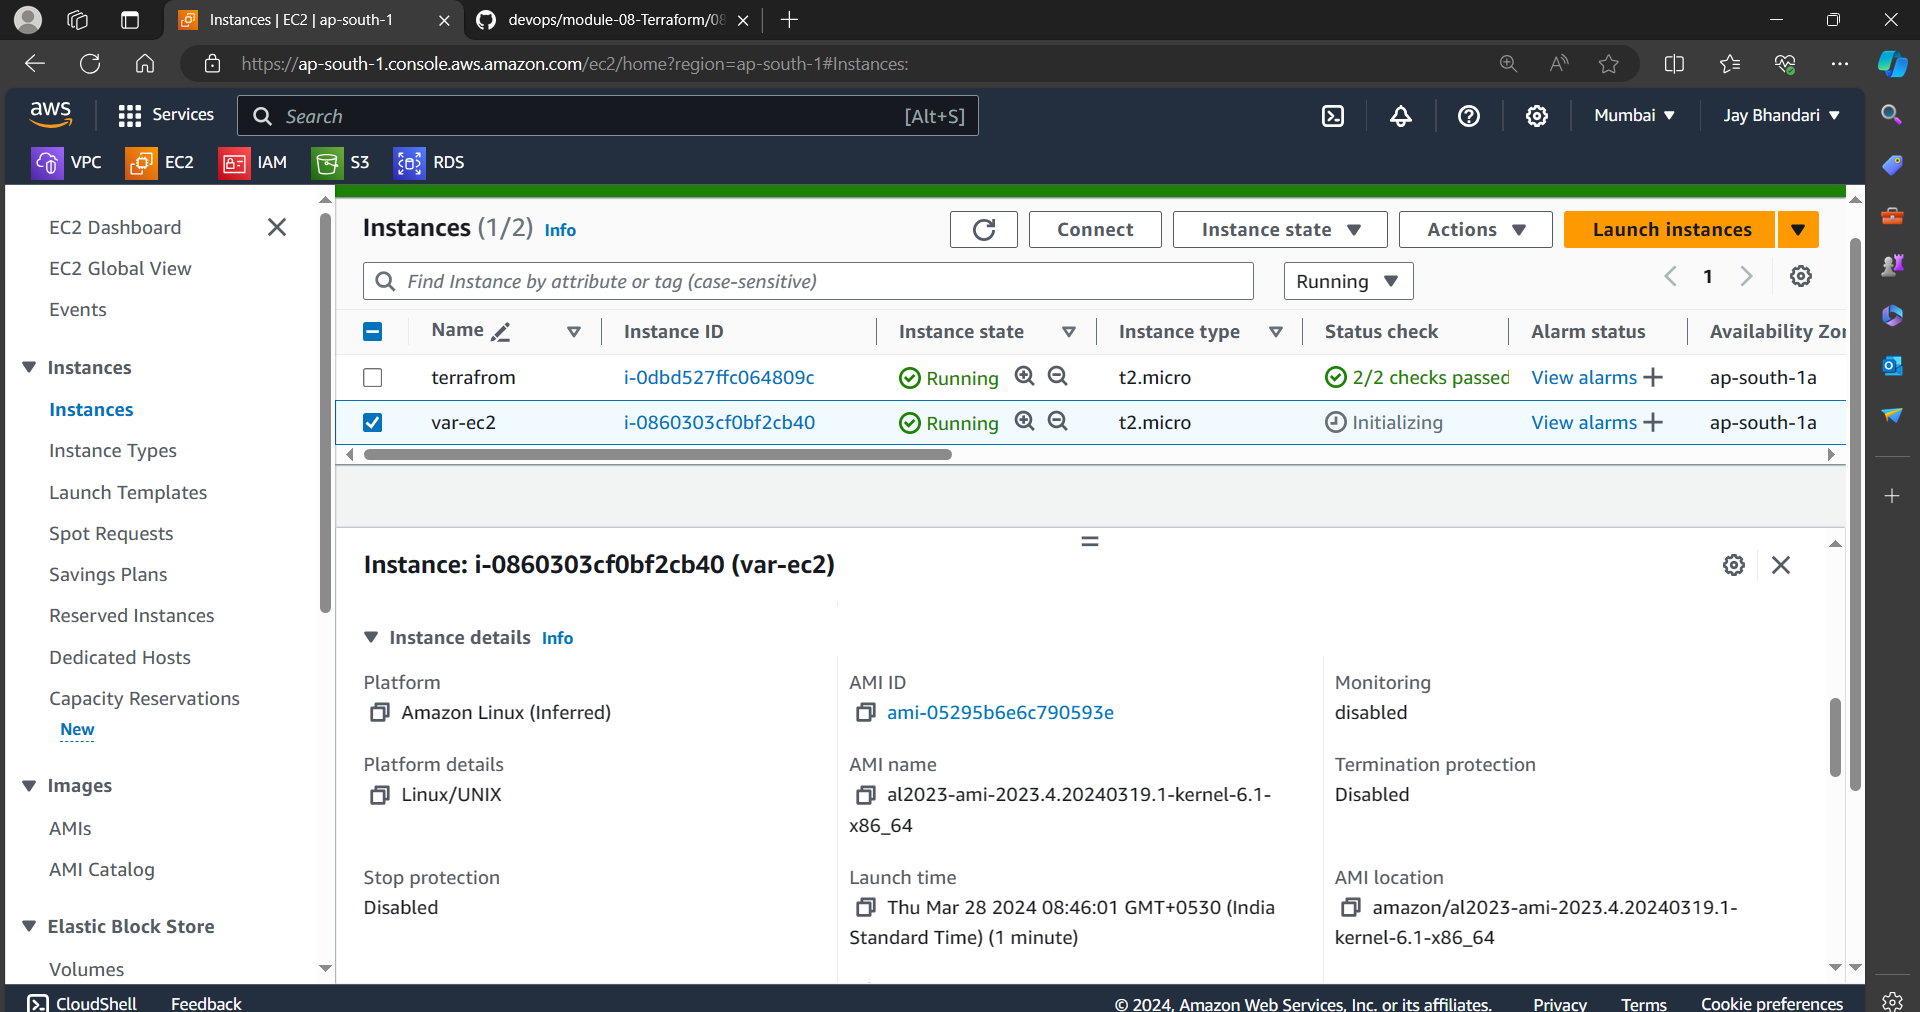 Instances | EC2 | ap-south-1
devops/module-08-Terraform/08
https://ap-south-1.console.aws.amazon.com/ec2/home?region=ap-south-1#Instances:
aws
Services
Search
[Alt+S]
Mumbai
Jay Bhandari
VPC
EC2
IAM
S3
RDS
EC2 Dashboard
EC2 Global View
Events
Instances
Instances
Instance Types
Launch Templates
Spot Requests
Savings Plans
Reserved Instances
Dedicated Hosts
Capacity Reservations
New
Images
AMIs
AMI Catalog
Elastic Block Store
Volumes
Instances (1/2) Info
Connect
Instance state
Actions
Launch instances
Find Instance by attribute or tag (case-sensitive)
Running
1
Name Instance ID Instance state Instance type Status check Alarm status Availability Zon
terrafrom i-0dbd527ffc064809c Running t2.micro 2/2 checks passed View alarms ap-south-1a
var-ec2 i-0860303cf0bf2cb40 Running t2.micro Initializing View alarms ap-south-1a
Instance: i-0860303cf0bf2cb40 (var-ec2)
Instance details Info
Platform
Amazon Linux (Inferred)
AMI ID
ami-05295b6e6c790593e
Monitoring
disabled
Platform details
Linux/UNIX
AMI name
al2023-ami-2023.4.20240319.1-kernel-6.1-
x86_64
Termination protection
Disabled
Stop protection
Disabled
Launch time
Thu Mar 28 2024 08:46:01 GMT+0530 (India
Standard Time) (1 minute)
AMI location
amazon/al2023-ami-2023.4.20240319.1-
kernel-6.1-x86_64
CloudShell
Feedback
© 2024, Amazon Web Services, Inc. or its affiliates.
Privacy
Terms
Cookie preferences